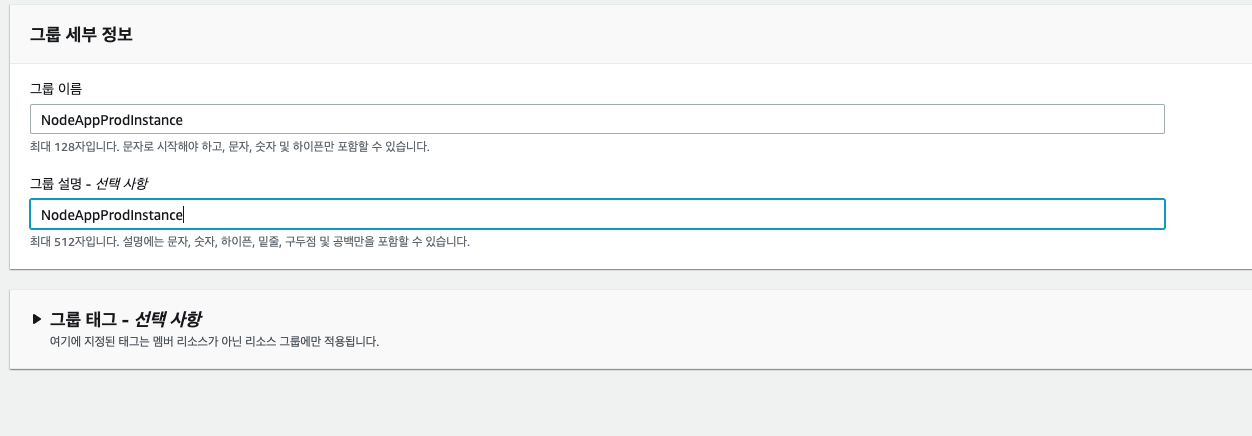 그룹 세부 정보
그룹 이름
NodeAppProdInstance
최대 128자입니다. 문자로 시작해야 하고, 문자, 숫자 및 하이픈만 포함할 수 있습니다.
그룹 설명 - 선택 사항
NodeAppProdInstance
최대 512자입니다. 설명에는 문자, 숫자, 하이픈, 밑줄, 구두점 및 공백만을 포함할 수 있습니다.
그룹 태그 - 선택 사항
여기에 지정된 태그는 멤버 리소스가 아닌 리소스 그룹에만 적용됩니다.